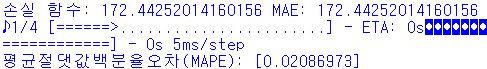 손실 함수: 172.44252014160156 MAE: 172.44252014160156
♪1/4 [======>.......................] - ETA: 0s◆◆◆◆◆◆◆◆
============] - 0s 5ms/step
평균절댓값백분율오차(MAPE): [0.02086973]